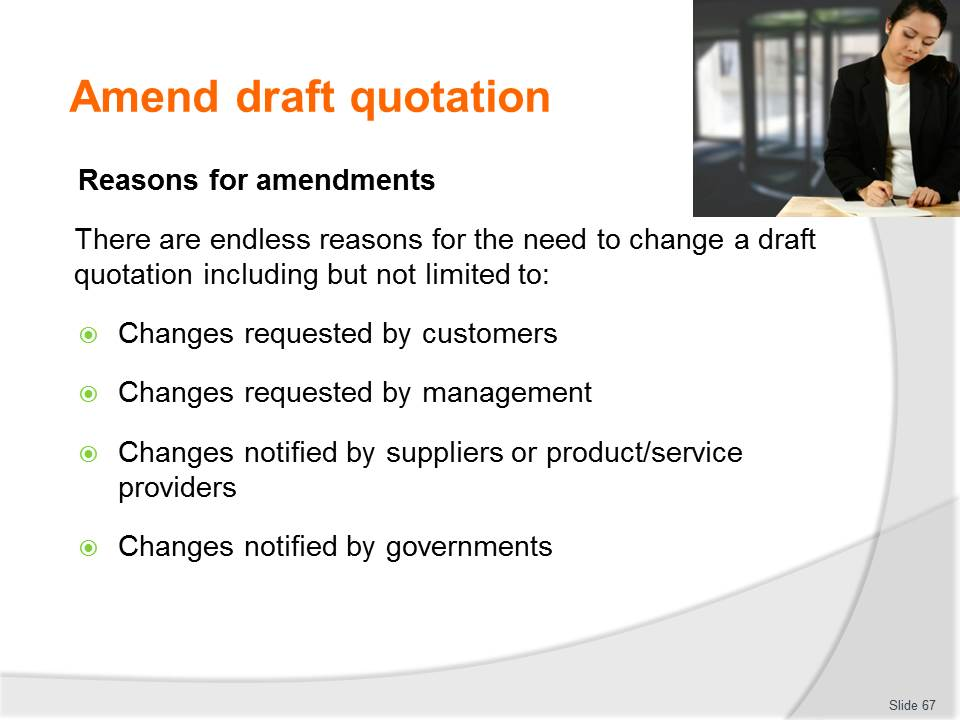 Amend draft quotation
Reasons for amendments
There are endless reasons for the need to change a draft
quotation including but not limited to:
Changes requested by customers
Changes requested by management
Changes notified by suppliers or product/service
providers
Changes notified by governments
Slide 67